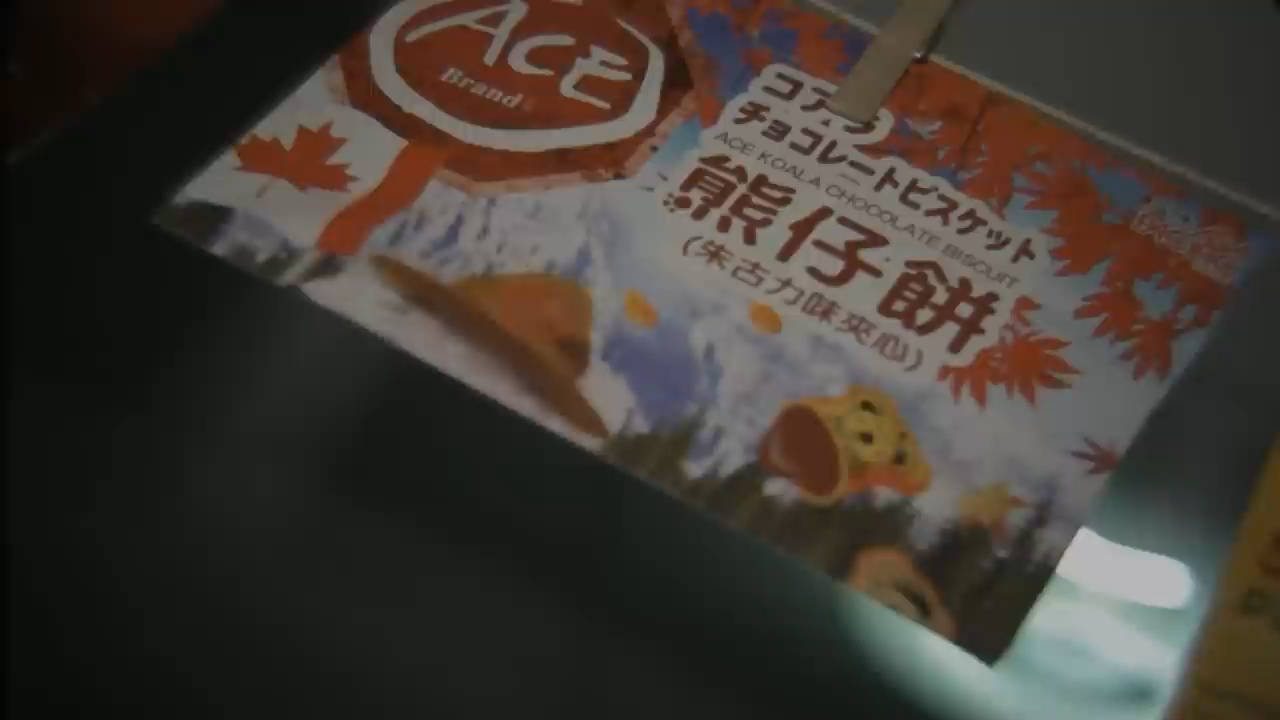 ACE
Brand
コアラ
チョコレートビスケット
ACE KOALA CHOCOLATE BISCUIT
熊仔餅
(朱古力味夾心)